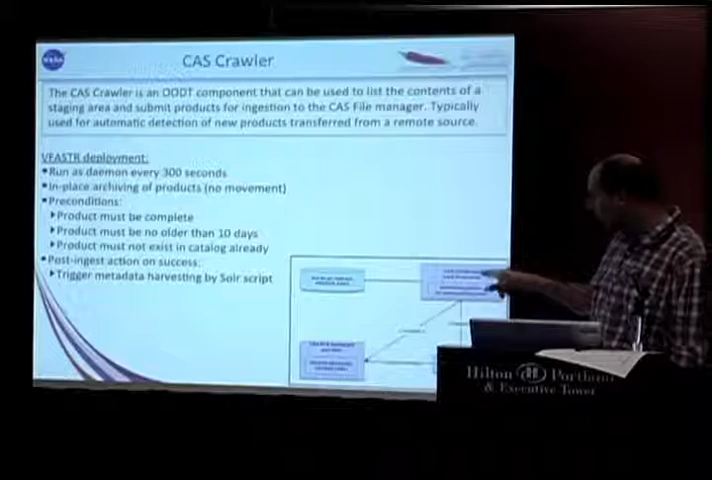 CAS Crawler
The CAS Crawler is an OODT component that can be used to list the contents of a
staging area and submit products for ingestion to the CAS File manager. Typically
used for automatic detection of new products transferred from a remote source.
VFASTR deployment:
•Run as daemon every 300 seconds
•In-place archiving of products (no movement)
•Preconditions:
Product must be complete
Product must be no older than 10 days
Product must not exist in catalog already
•Post-ingest action on success:
Trigger metadata harvesting by Solr script
Hilton Portland
& Executive Tower